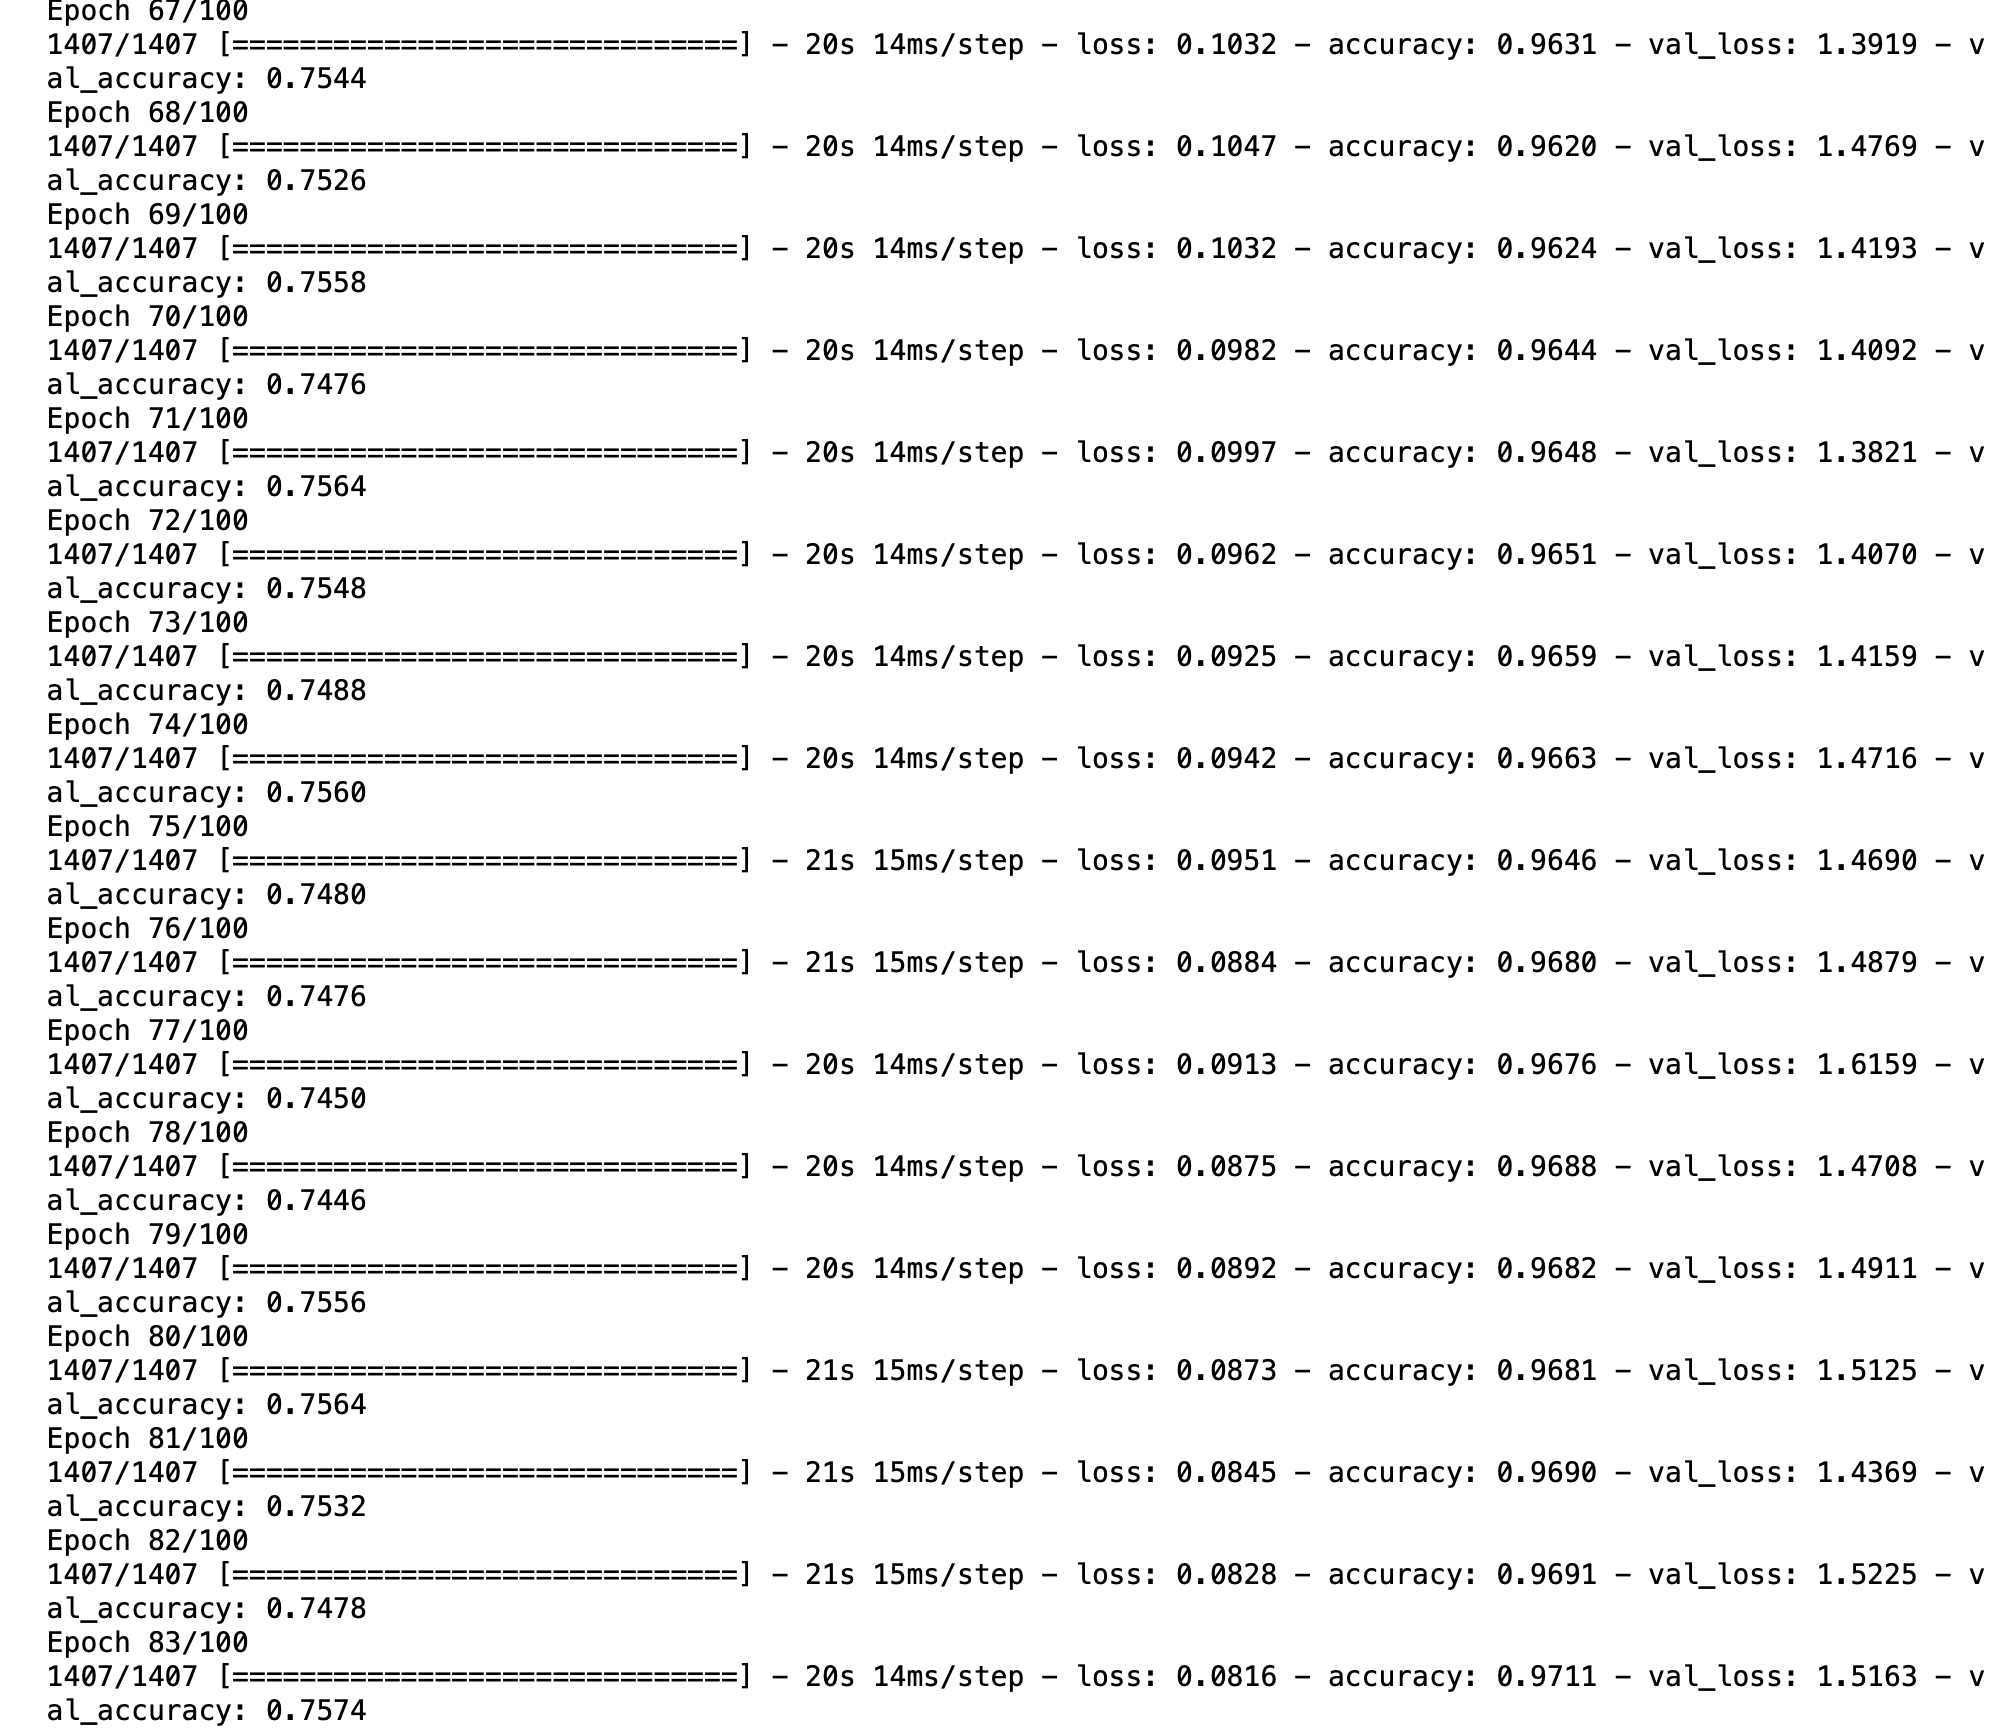 Epoch 67/100
1407/1407 [==============================] - 20s 14ms/step - loss: 0.1032 - accuracy: 0.9631 - val_loss: 1.3919 - v
al_accuracy: 0.7544
Epoch 68/100
1407/1407 [==============================] - 20s 14ms/step - loss: 0.1047 - accuracy: 0.9620 - val_loss: 1.4769 - v
al_accuracy: 0.7526
Epoch 69/100
1407/1407 [==============================] - 20s 14ms/step - loss: 0.1032 - accuracy: 0.9624 - val_loss: 1.4193 - v
al_accuracy: 0.7558
Epoch 70/100
1407/1407 [==============================] - 20s 14ms/step - loss: 0.0982 - accuracy: 0.9644 - val_loss: 1.4092 - v
al_accuracy: 0.7476
Epoch 71/100
1407/1407 [==============================] - 20s 14ms/step - loss: 0.0997 - accuracy: 0.9648 - val_loss: 1.3821 - v
al_accuracy: 0.7564
Epoch 72/100
1407/1407 [==============================] - 20s 14ms/step - loss: 0.0962 - accuracy: 0.9651 - val_loss: 1.4070 - v
al_accuracy: 0.7548
Epoch 73/100
1407/1407 [==============================] - 20s 14ms/step - loss: 0.0925 - accuracy: 0.9659 - val_loss: 1.4159 - v
al_accuracy: 0.7488
Epoch 74/100
1407/1407 [==============================] - 20s 14ms/step - loss: 0.0942 - accuracy: 0.9663 - val_loss: 1.4716 - v
al_accuracy: 0.7560
Epoch 75/100
1407/1407 [==============================] - 21s 15ms/step - loss: 0.0951 - accuracy: 0.9646 - val_loss: 1.4690 - v
al_accuracy: 0.7480
Epoch 76/100
1407/1407 [==============================] - 21s 15ms/step - loss: 0.0884 - accuracy: 0.9680 - val_loss: 1.4879 - v
al_accuracy: 0.7476
Epoch 77/100
1407/1407 [==============================] - 20s 14ms/step - loss: 0.0913 - accuracy: 0.9676 - val_loss: 1.6159 - v
al_accuracy: 0.7450
Epoch 78/100
1407/1407 [==============================] - 20s 14ms/step - loss: 0.0875 - accuracy: 0.9688 - val_loss: 1.4708 - v
al_accuracy: 0.7446
Epoch 79/100
1407/1407 [==============================] - 20s 14ms/step - loss: 0.0892 - accuracy: 0.9682 - val_loss: 1.4911 - v
al_accuracy: 0.7556
Epoch 80/100
1407/1407 [==============================] - 21s 15ms/step - loss: 0.0873 - accuracy: 0.9681 - val_loss: 1.5125 - v
al_accuracy: 0.7564
Epoch 81/100
1407/1407 [==============================] - 21s 15ms/step - loss: 0.0845 - accuracy: 0.9690 - val_loss: 1.4369 - v
al_accuracy: 0.7532
Epoch 82/100
1407/1407 [==============================] - 21s 15ms/step - loss: 0.0828 - accuracy: 0.9691 - val_loss: 1.5225 - v
al_accuracy: 0.7478
Epoch 83/100
1407/1407 [==============================] - 20s 14ms/step - loss: 0.0816 - accuracy: 0.9711 - val_loss: 1.5163 - v
al_accuracy: 0.7574